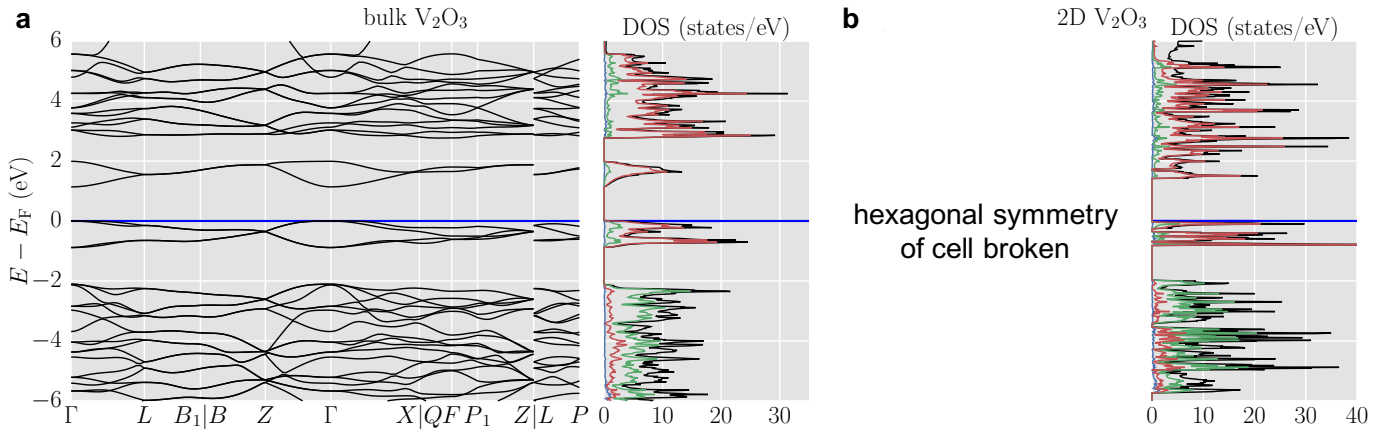 a
bulk V₂O₃
DOS (states/eV)
b
2D V₂O₃
DOS (states/eV)
6
4
2
0
−2
−4
−6
E − E_F (eV)
hexagonal symmetry
of cell broken
Γ L B₁|B Z Γ X|QF P₁ Z|L P
0 10 20 30
0 10 20 30 40